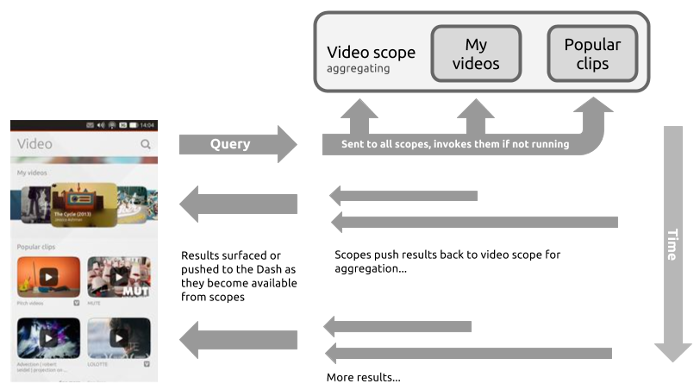 Video scope
aggregating
My
videos
Popular
clips
14:04
Video
Query
Sent to all scopes, invokes them if not running
My videos
The Cycle (2013)
Popular clips
Results surfaced or
pushed to the Dash as
they become available
from scopes
Scopes push results back to video scope for
aggregation...
Time
MUT
Pitch videos
MUTE
LOLOTTE
More results...